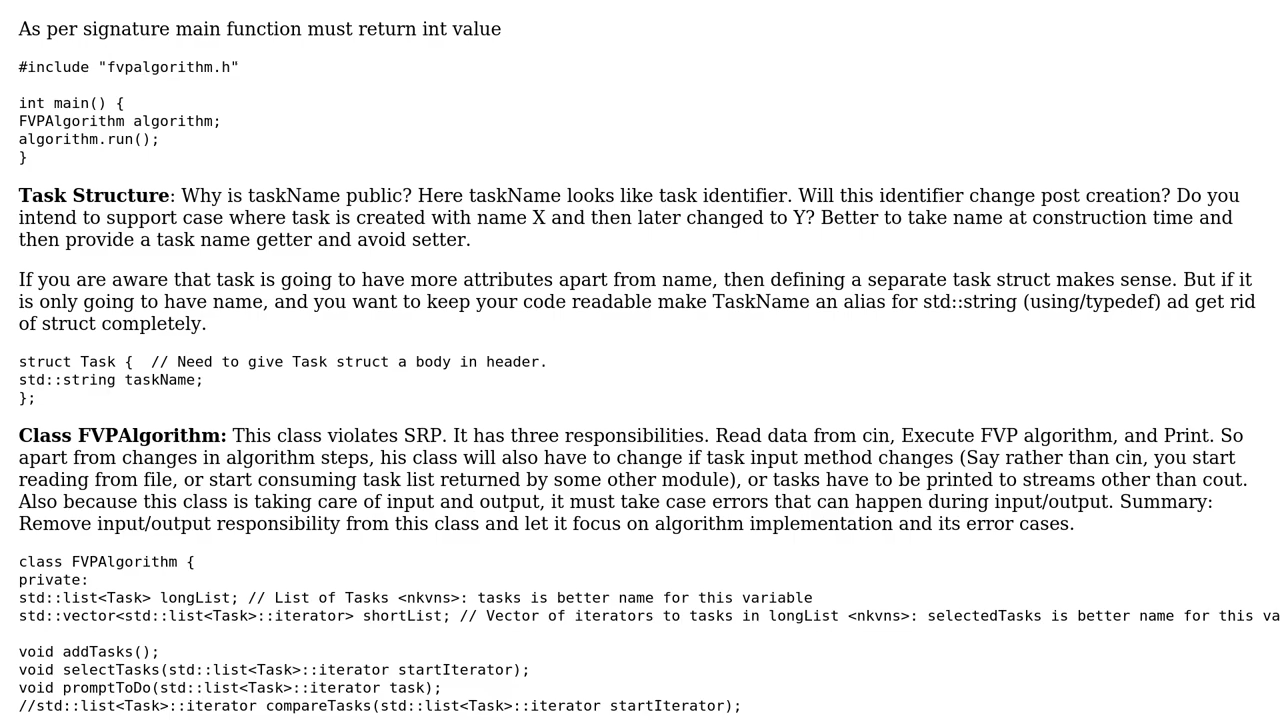 As per signature main function must return int value
#include "fvpalgorithm.h"
int main() {
FVPAlgorithm algorithm;
algorithm.run();
}
Task Structure: Why is taskName public? Here taskName looks like task identifier. Will this identifier change post creation? Do you
intend to support case where task is created with name X and then later changed to Y? Better to take name at construction time and
then provide a task name getter and avoid setter.
If you are aware that task is going to have more attributes apart from name, then defining a separate task struct makes sense. But if it
is only going to have name, and you want to keep your code readable make TaskName an alias for std::string (using/typedef) ad get rid
of struct completely.
struct Task {  // Need to give Task struct a body in header.
std::string taskName;
};
Class FVPAlgorithm: This class violates SRP. It has three responsibilities. Read data from cin, Execute FVP algorithm, and Print. So
apart from changes in algorithm steps, his class will also have to change if task input method changes (Say rather than cin, you start
reading from file, or start consuming task list returned by some other module), or tasks have to be printed to streams other than cout.
Also because this class is taking care of input and output, it must take case errors that can happen during input/output. Summary:
Remove input/output responsibility from this class and let it focus on algorithm implementation and its error cases.
class FVPAlgorithm {
private:
std::list<Task> longList; // List of Tasks <nkvns>: tasks is better name for this variable
std::vector<std::list<Task>::iterator> shortList; // Vector of iterators to tasks in longList <nkvns>: selectedTasks is better name for this va
void addTasks();
void selectTasks(std::list<Task>::iterator startIterator);
void promptToDo(std::list<Task>::iterator task);
//std::list<Task>::iterator compareTasks(std::list<Task>::iterator startIterator);